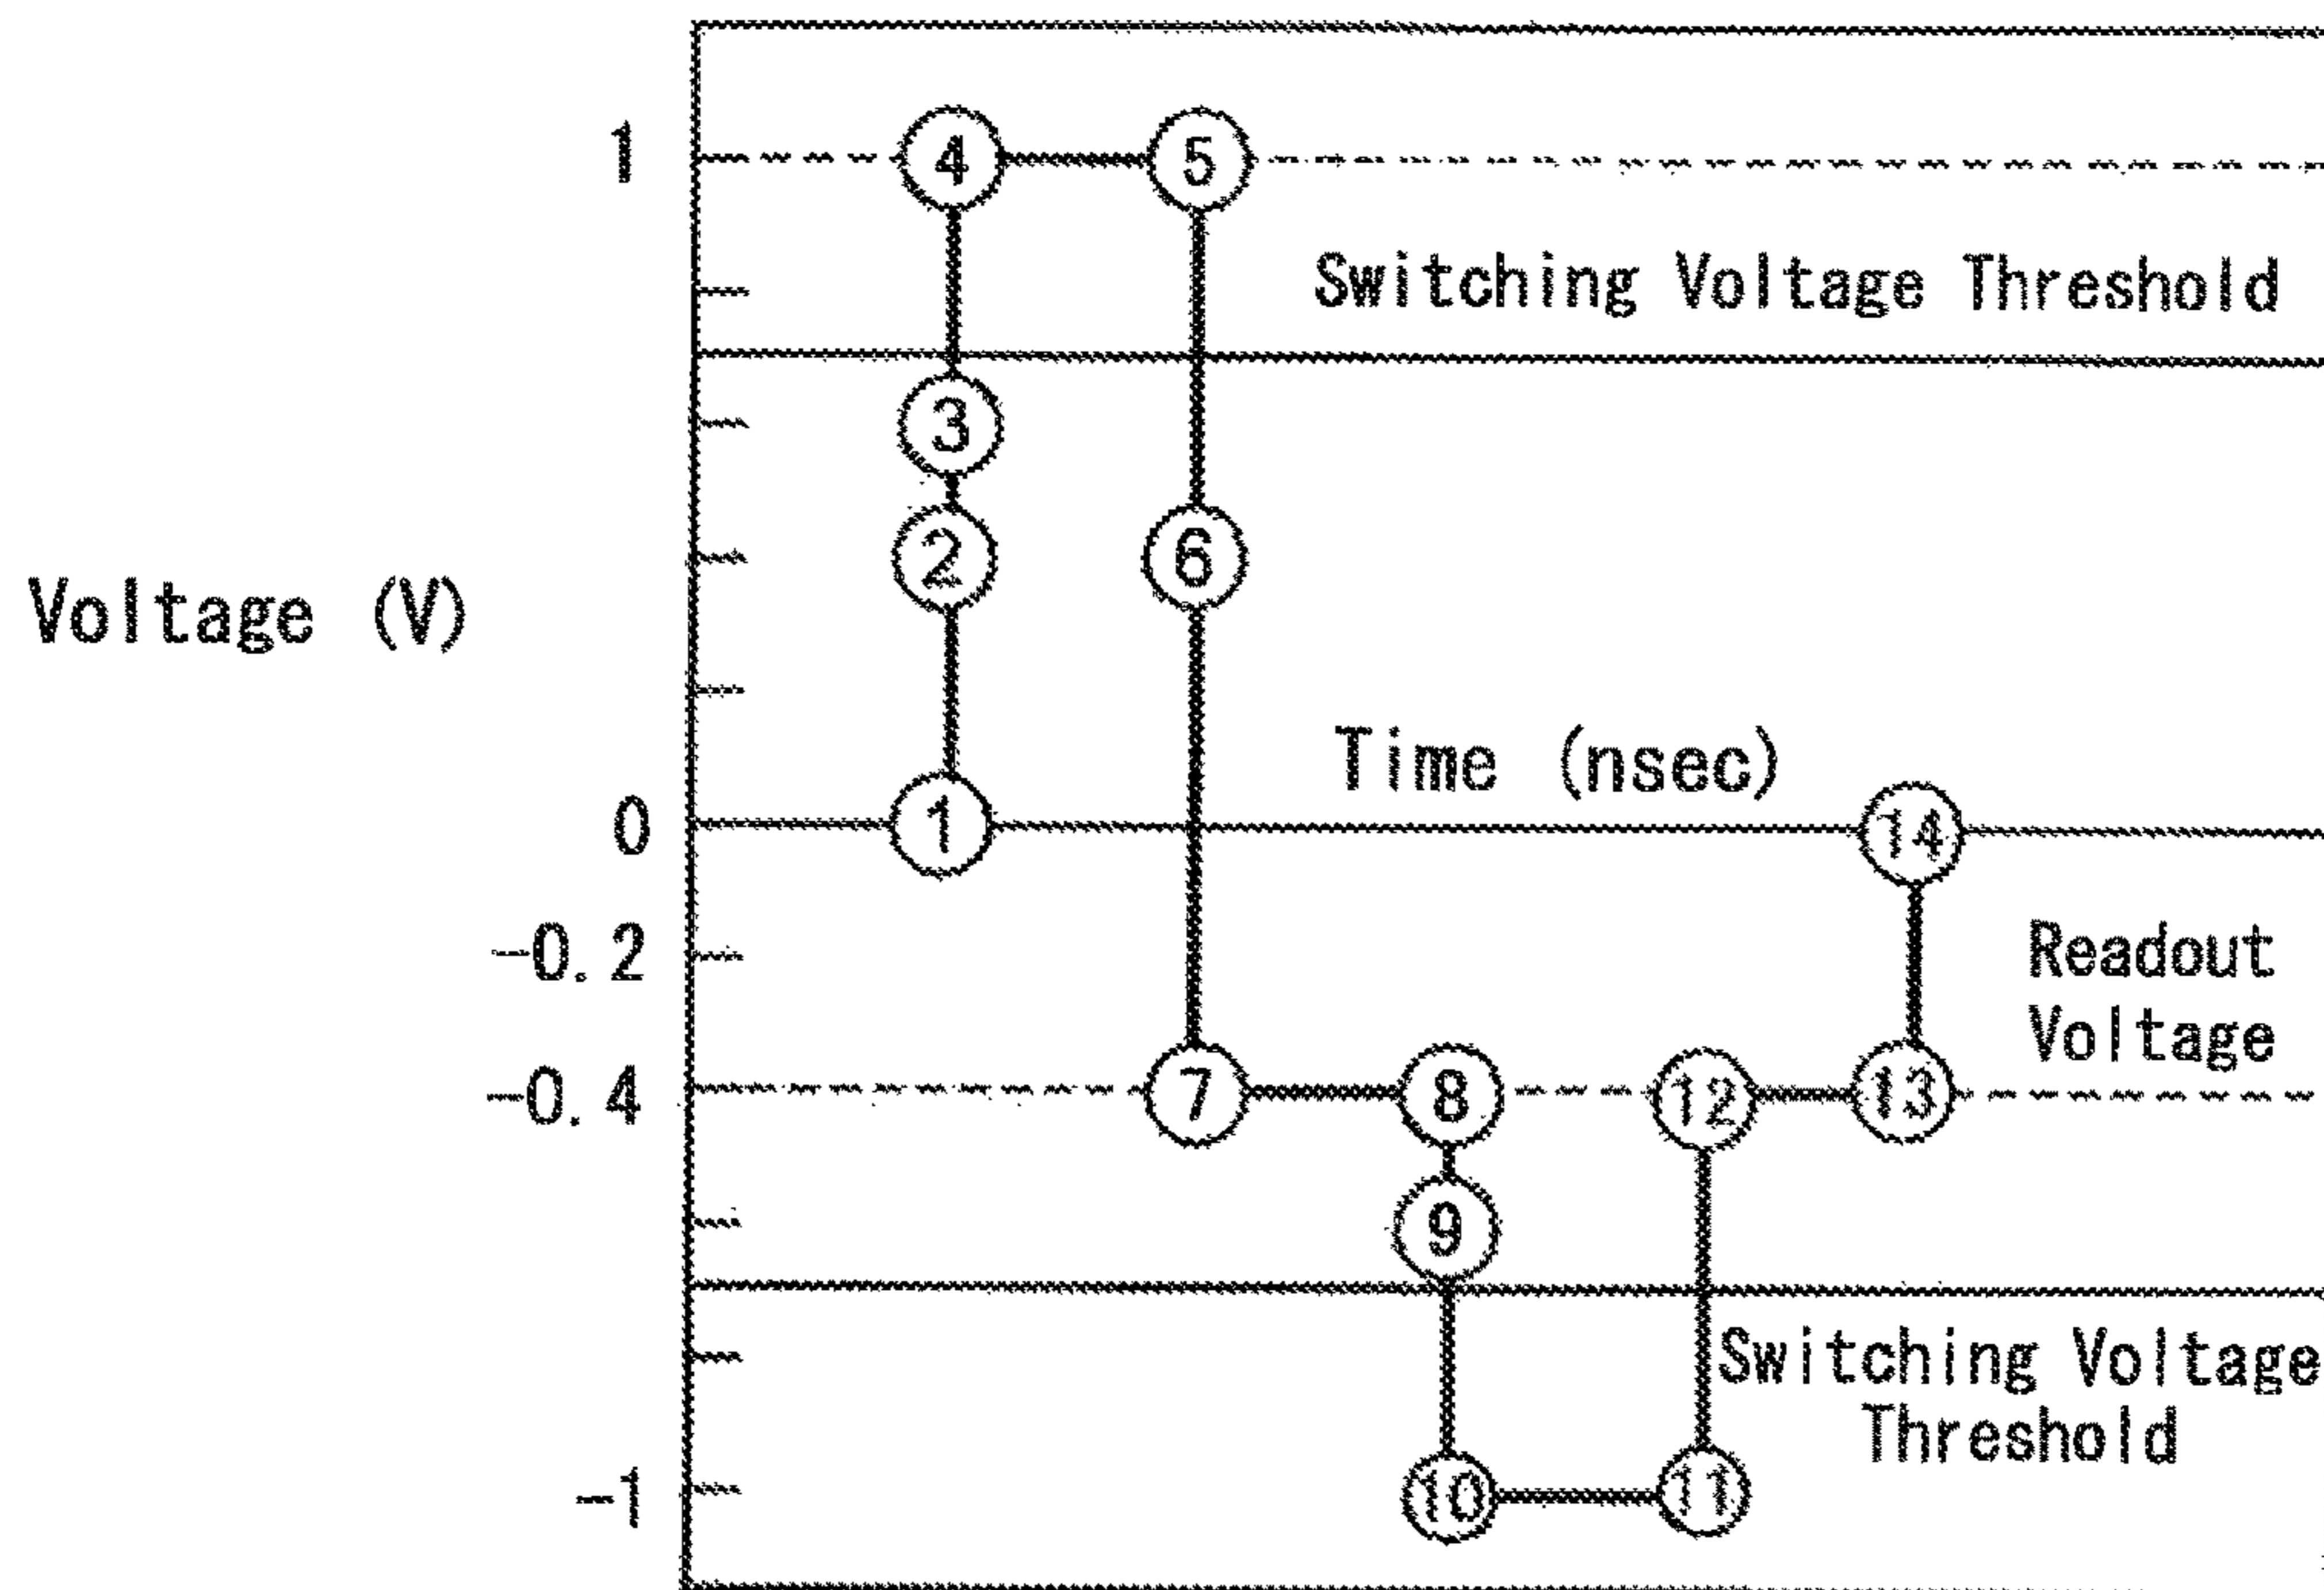 1
4
5
Switching Voltage Threshold
3
2
6
Voltage (V)
Time (nsec)
0
1
14
-0.2
Readout
Voltage
-0.4
7
8
12
13
9
Switching Voltage
Threshold
-1
10
11